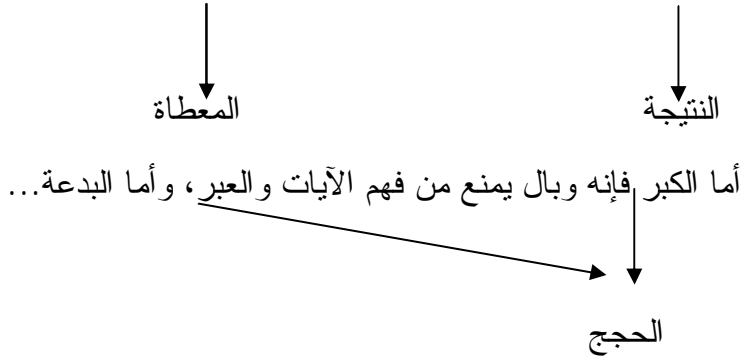 النتيجة المعطاة
أما الكبر فإنه وبال يمنع من فهم الآيات والعبر، وأما البدعة...
الحجج